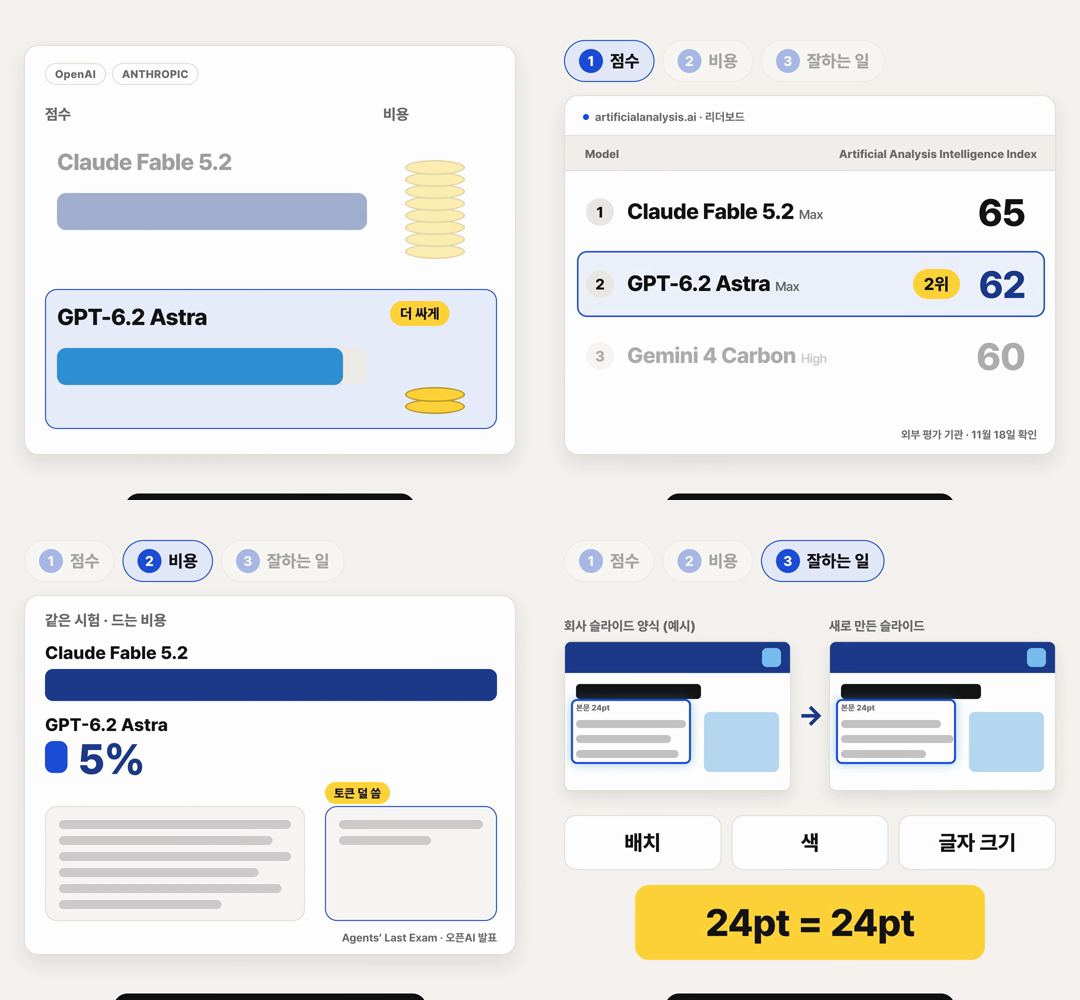 OpenAI ANTHROPIC
점수 비용
Claude Fable 5.2
GPT-6.2 Astra 더 싸게
1 점수 2 비용 3 잘하는 일
artificialanalysis.ai · 리더보드
Model Artificial Analysis Intelligence Index
1 Claude Fable 5.2 Max 65
2 GPT-6.2 Astra Max 2위 62
3 Gemini 4 Carbon High 60
외부 평가 기관 · 11월 18일 확인
1 점수 2 비용 3 잘하는 일
같은 시험 · 드는 비용
Claude Fable 5.2
GPT-6.2 Astra
5%
토큰 덜 씀
Agents' Last Exam · 오픈AI 발표
1 점수 2 비용 3 잘하는 일
회사 슬라이드 양식 (예시) 새로 만든 슬라이드
본문 24pt 본문 24pt
배치 색 글자 크기
24pt = 24pt